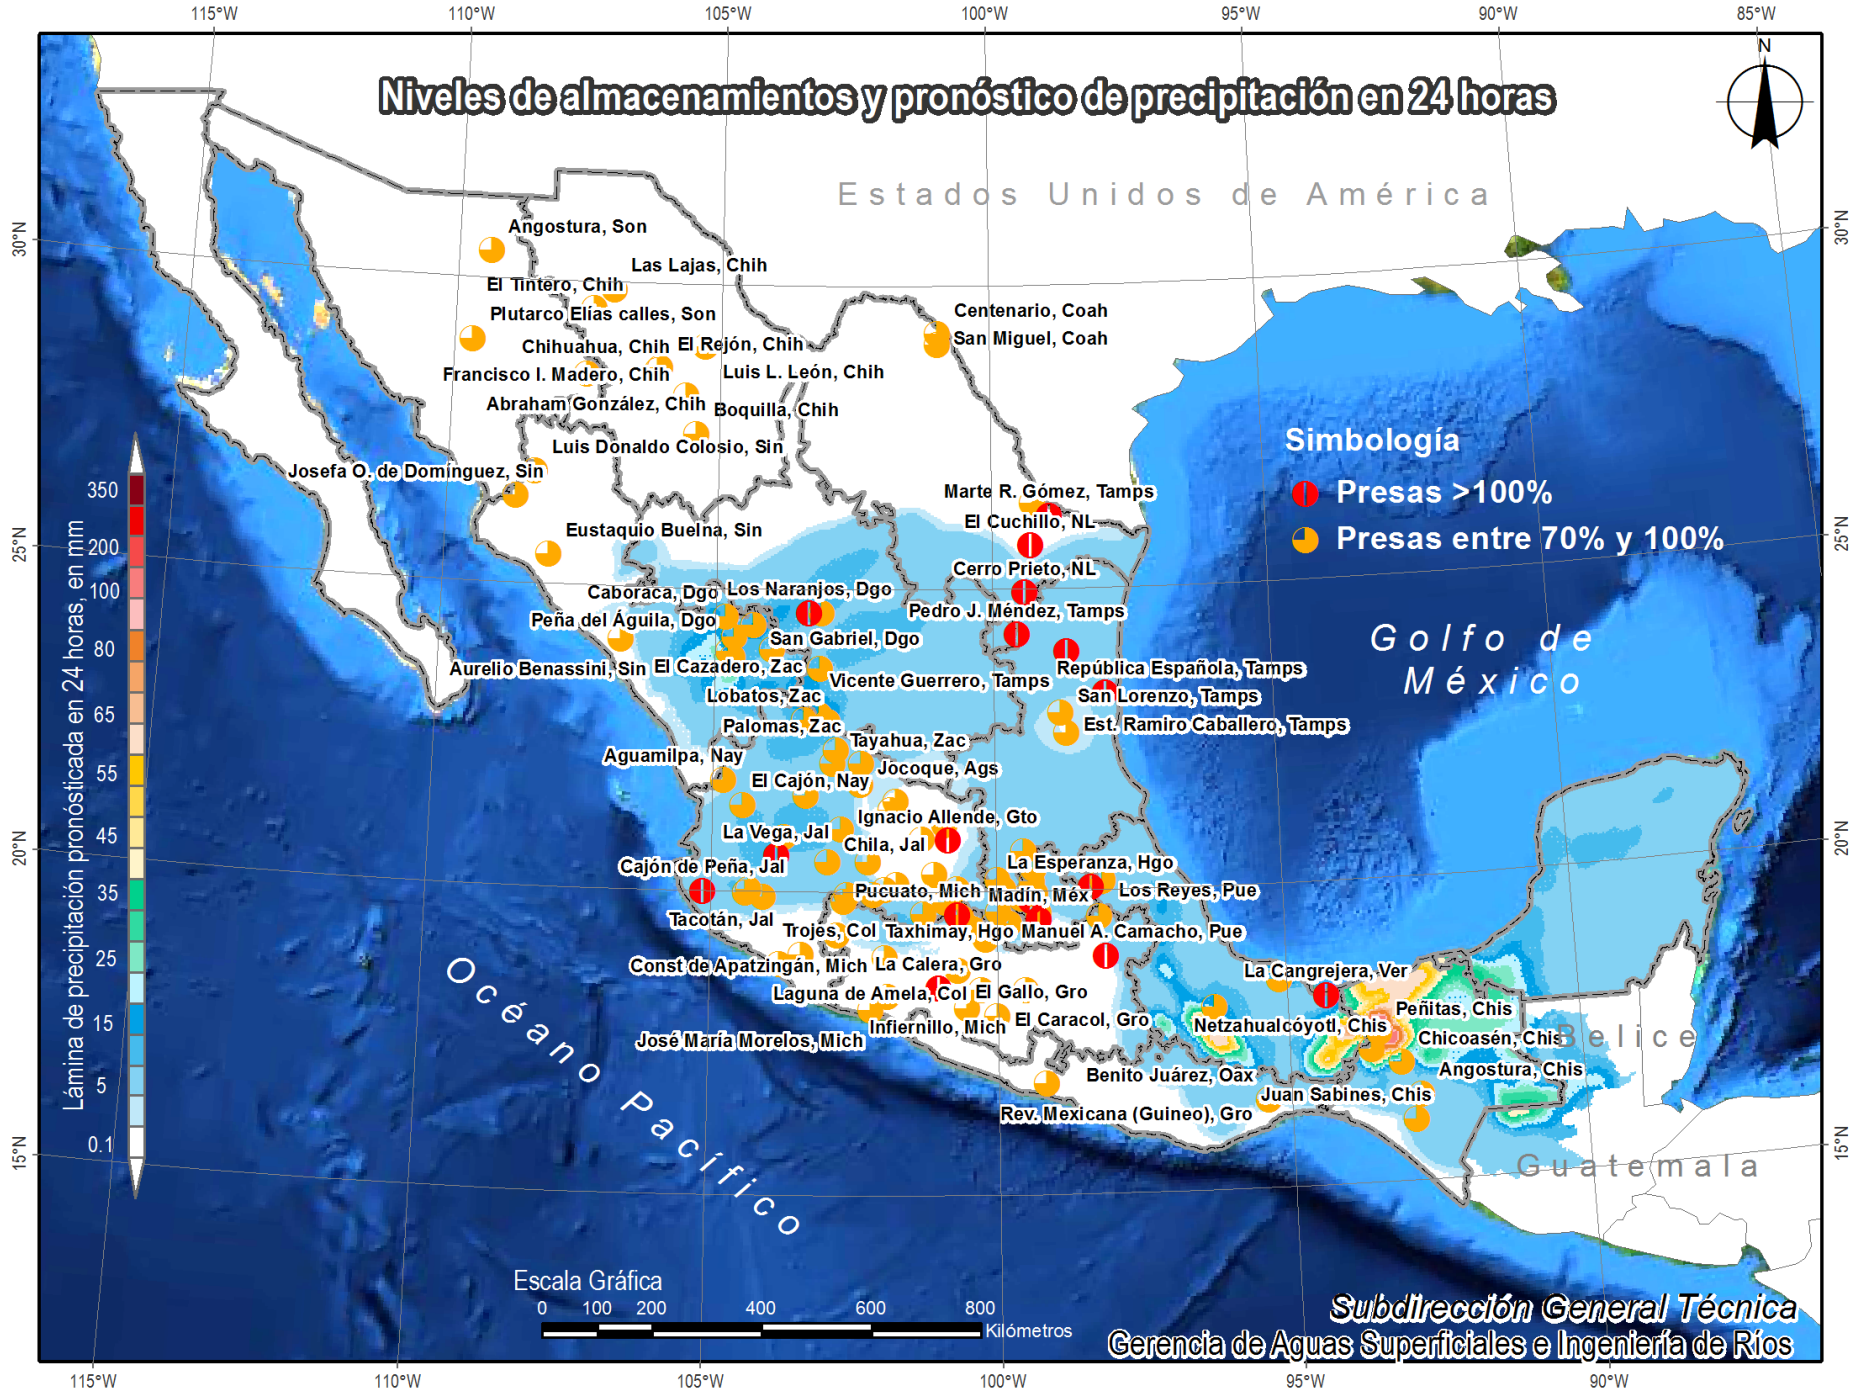 115°W 110°W 105°W 100°W 95°W 90°W 85°W
N
Niveles de almacenamientos y pronóstico de precipitación en 24 horas
Estados Unidos de América
30°N
30°N
Angostura, Son
Las Lajas, Chih
El Tintero, Chih
Plutarco Elías calles, Son
Centenario, Coah
San Miguel, Coah
Chihuahua, Chih
El Rejón, Chih
Francisco I. Madero, Chih
Luis L. León, Chih
Abraham González, Chih
Boquilla, Chih
Luis Donaldo Colosio, Sin
Josefa O. de Domínguez, Sin
Simbología
Presas >100%
Presas entre 70% y 100%
Marte R. Gómez, Tamps
El Cuchillo, NL
Eustaquio Buelna, Sin
25°N
25°N
Cerro Prieto, NL
Caboraca, Dgo
Los Naranjos, Dgo
Pedro J. Méndez, Tamps
Peña del Águila, Dgo
San Gabriel, Dgo
Golfo de
México
Aurelio Benassini, Sin
El Cazadero, Zac
República Española, Tamps
Vicente Guerrero, Tamps
Lobatos, Zac
San Lorenzo, Tamps
Palomas, Zac
Est. Ramiro Caballero, Tamps
Tayahua, Zac
Aguamilpa, Nay
Jocoque, Ags
El Cajón, Nay
Ignacio Allende, Gto
La Vega, Jal
Chila, Jal
20°N
20°N
Cajón de Peña, Jal
La Esperanza, Hgo
Pucuato, Mich
Madín, Méx
Los Reyes, Pue
Tacotán, Jal
Trojes, Col
Taxhimay, Hgo
Manuel A. Camacho, Pue
Const de Apatzingán, Mich
La Calera, Gro
La Cangrejera, Ver
Laguna de Amela, Col
El Gallo, Gro
Peñitas, Chis
Infiernillo, Mich
El Caracol, Gro
Netzahualcóyotl, Chis
José María Morelos, Mich
Chicoasén, Chis
Belice
Benito Juárez, Oax
Angostura, Chis
Juan Sabines, Chis
Rev. Mexicana (Guineo), Gro
15°N
15°N
Guatemala
Océano Pacífico
Lámina de precipitación pronósticada en 24 horas, en mm
350
200
100
80
65
55
45
35
25
15
5
0.1
Escala Gráfica
0 100 200 400 600 800
Kilómetros
Subdirección General Técnica
Gerencia de Aguas Superficiales e Ingeniería de Ríos
115°W 110°W 105°W 100°W 95°W 90°W